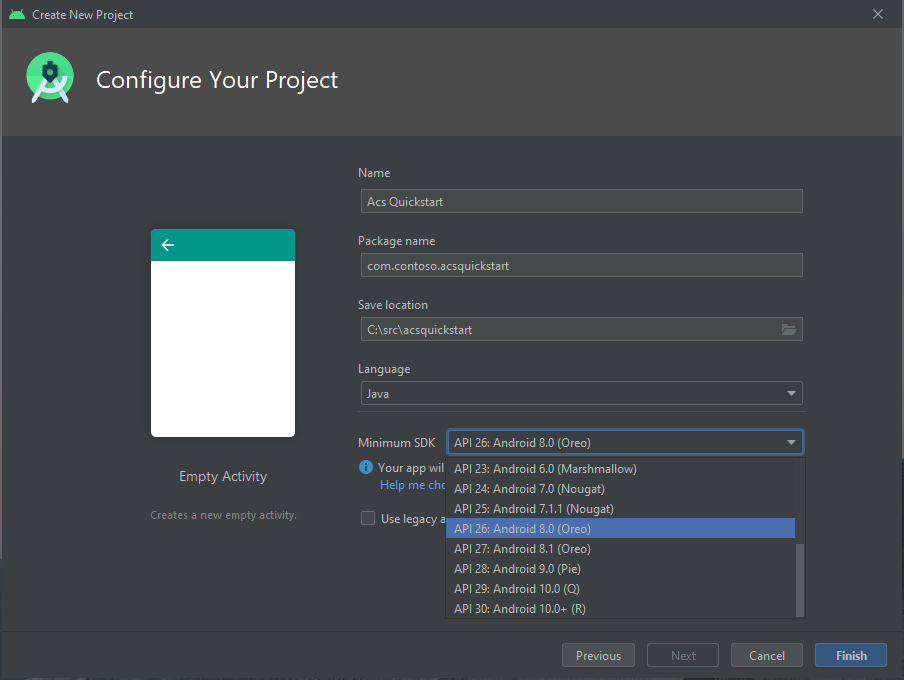 Create New Project
Configure Your Project
Name
Acs Quickstart
Package name
com.contoso.acsquickstart
Save location
C:\src\acsquickstart
Language
Java
Minimum SDK
API 26: Android 8.0 (Oreo)
Your app wil
Help me cho
Use legacy a
API 23: Android 6.0 (Marshmallow)
API 24: Android 7.0 (Nougat)
API 25: Android 7.1.1 (Nougat)
API 26: Android 8.0 (Oreo)
API 27: Android 8.1 (Oreo)
API 28: Android 9.0 (Pie)
API 29: Android 10.0 (Q)
API 30: Android 10.0+ (R)
Empty Activity
Creates a new empty activity.
Previous
Next
Cancel
Finish